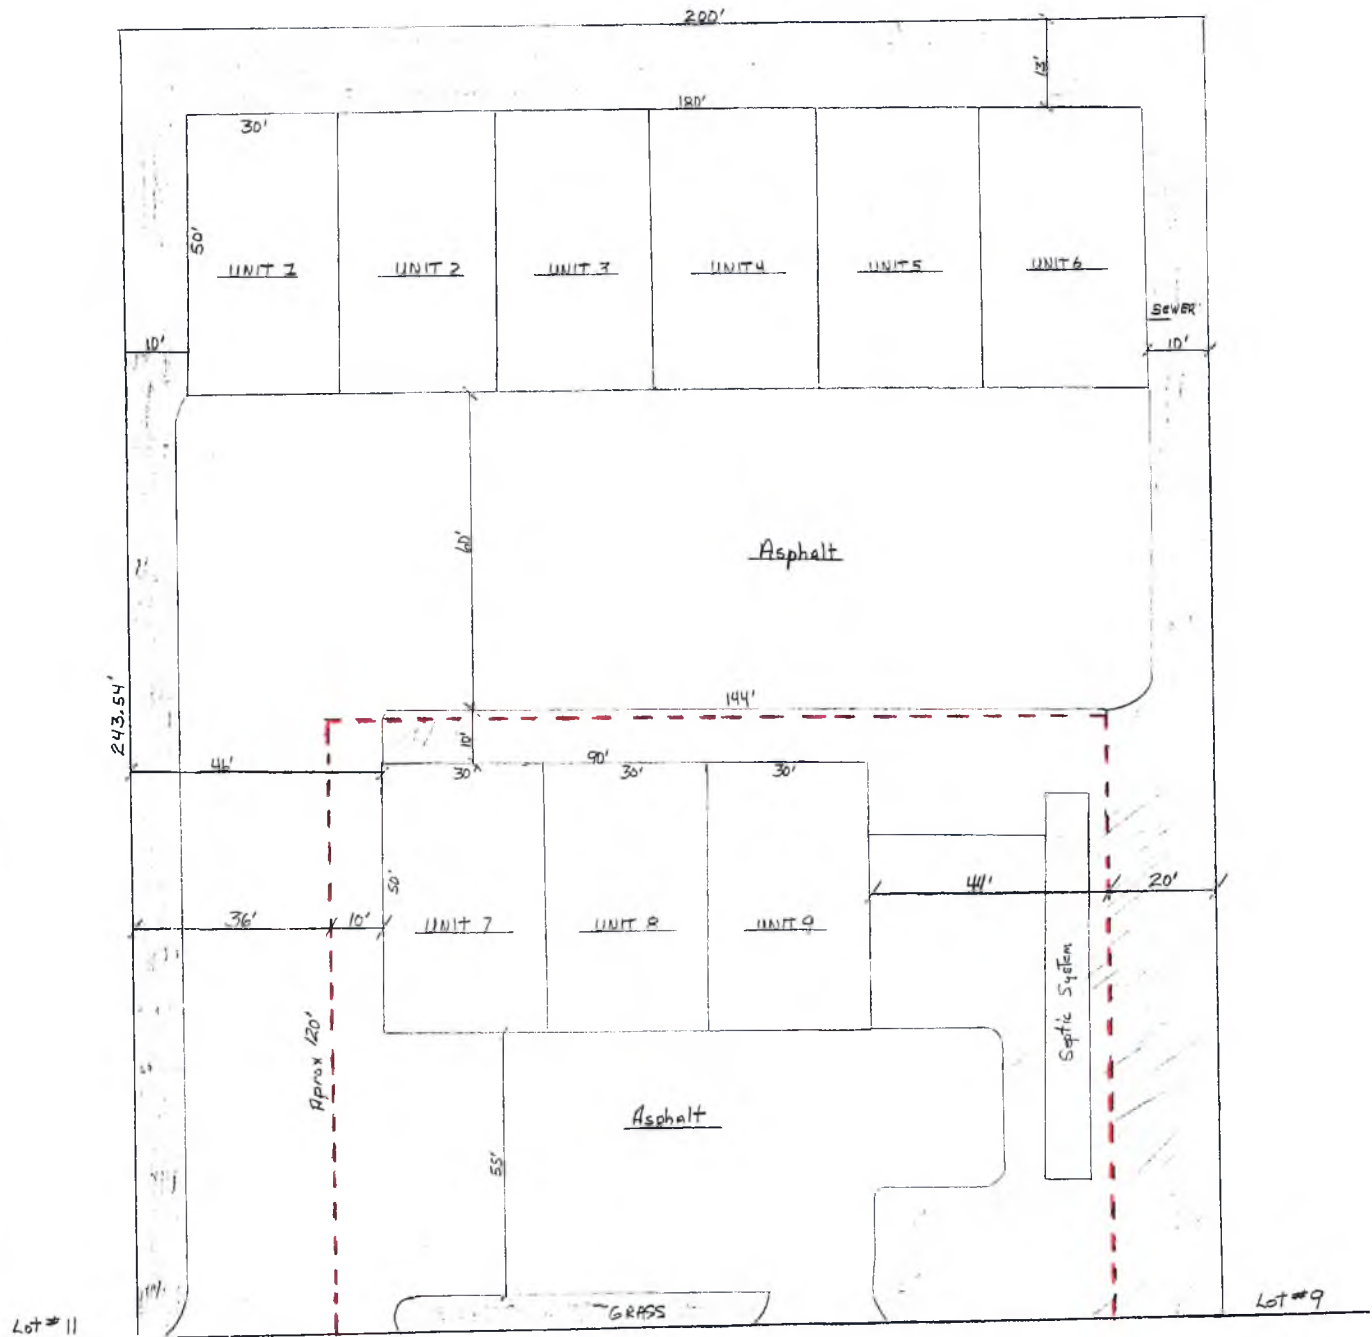 200'
13'
180'
30'
50'
UNIT 1
UNIT 2
UNIT 3
UNIT 4
UNIT 5
UNIT 6
SEWER
10'
10'
60'
Asphalt
243.54'
144'
10'
46'
90'
30'
30'
30'
50'
44'
20'
36'
10'
UNIT 7
UNIT 8
UNIT 9
Septic System
Aprox 120'
Asphalt
55'
GRASS
Lot #11
Lot #9